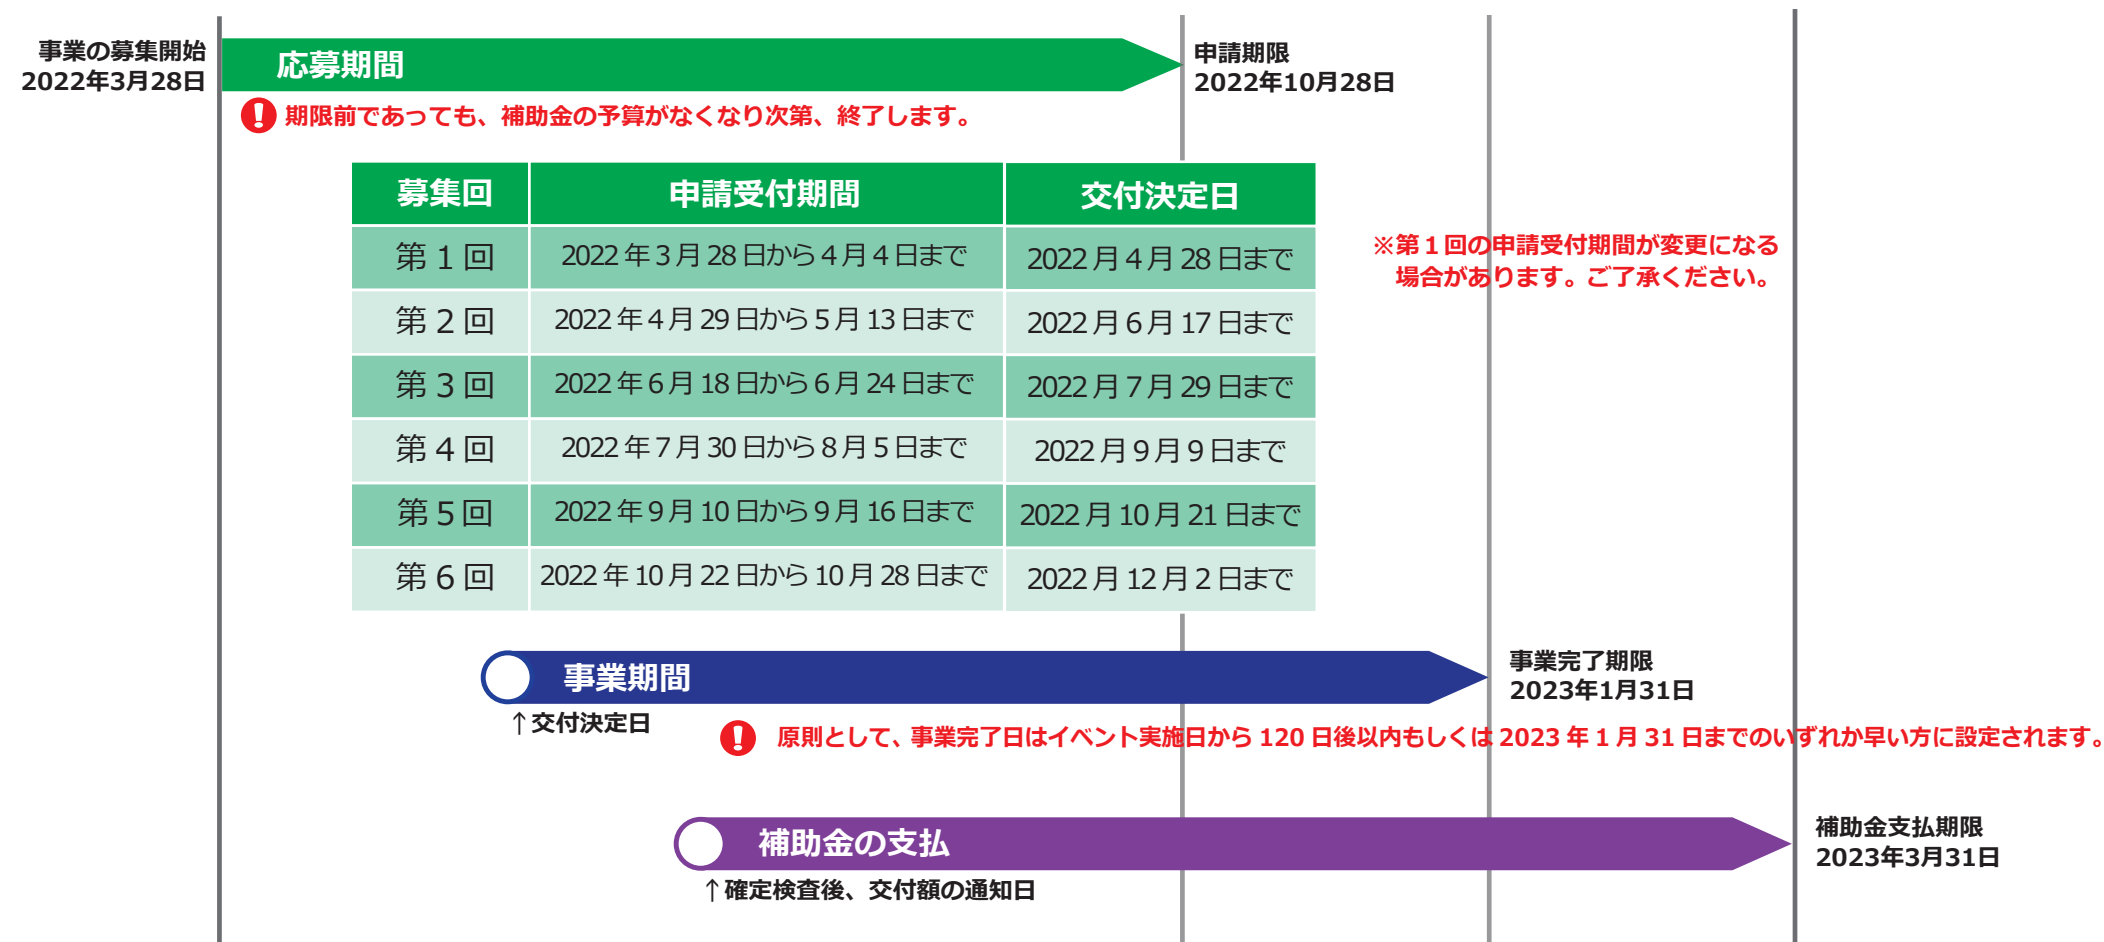 事業の募集開始
2022年3月28日
応募期間
申請期限
2022年10月28日
! 期限前であっても、補助金の予算がなくなり次第、終了します。
募集回 申請受付期間 交付決定日
第1回 2022年3月28日から4月4日まで 2022月4月28日まで
第2回 2022年4月29日から5月13日まで 2022月6月17日まで
第3回 2022年6月18日から6月24日まで 2022月7月29日まで
第4回 2022年7月30日から8月5日まで 2022月9月9日まで
第5回 2022年9月10日から9月16日まで 2022月10月21日まで
第6回 2022年10月22日から10月28日まで 2022月12月2日まで
※第1回の申請受付期間が変更になる
場合があります。ご了承ください。
事業期間
事業完了期限
2023年1月31日
↑交付決定日
! 原則として、事業完了日はイベント実施日から120日後以内もしくは2023年1月31日までのいずれか早い方に設定されます。
補助金の支払
補助金支払期限
2023年3月31日
↑確定検査後、交付額の通知日